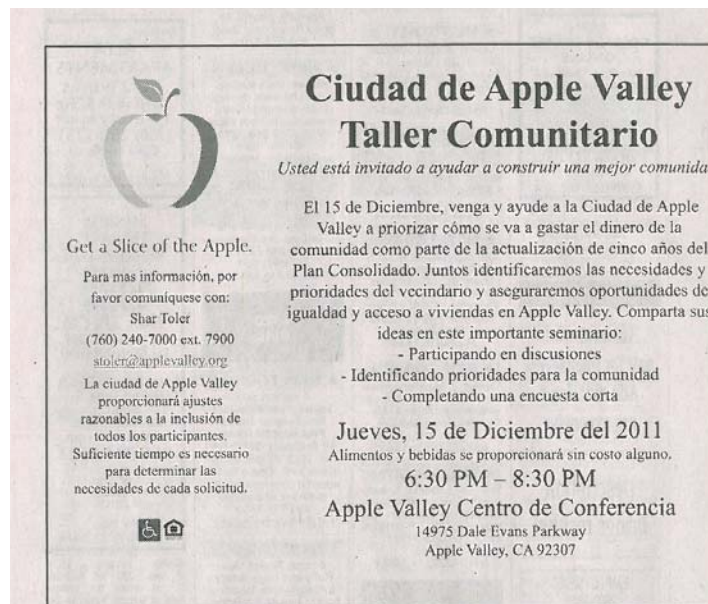 Get a Slice of the Apple.
Para mas información, por
favor comuníquese con:
Shar Toler
(760) 240-7000 ext. 7900
stoler@applevalley.org
La ciudad de Apple Valley
proporcionará ajustes
razonables a la inclusión de
todos los participantes.
Suficiente tiempo es necesario
para determinar las
necesidades de cada solicitud.
Ciudad de Apple Valley
Taller Comunitario
Usted está invitado a ayudar a construir una mejor comunida
El 15 de Diciembre, venga y ayude a la Ciudad de Apple
Valley a priorizar cómo se va a gastar el dinero de la
comunidad como parte de la actualización de cinco años del
Plan Consolidado. Juntos identificaremos las necesidades y
prioridades del vecindario y aseguraremos oportunidades de
igualdad y acceso a viviendas en Apple Valley. Comparta sus
ideas en este importante seminario:
- Participando en discusiones
- Identificando prioridades para la comunidad
- Completando una encuesta corta
Jueves, 15 de Diciembre del 2011
Alimentos y bebidas se proporcionará sin costo alguno.
6:30 PM – 8:30 PM
Apple Valley Centro de Conferencia
14975 Dale Evans Parkway
Apple Valley, CA 92307